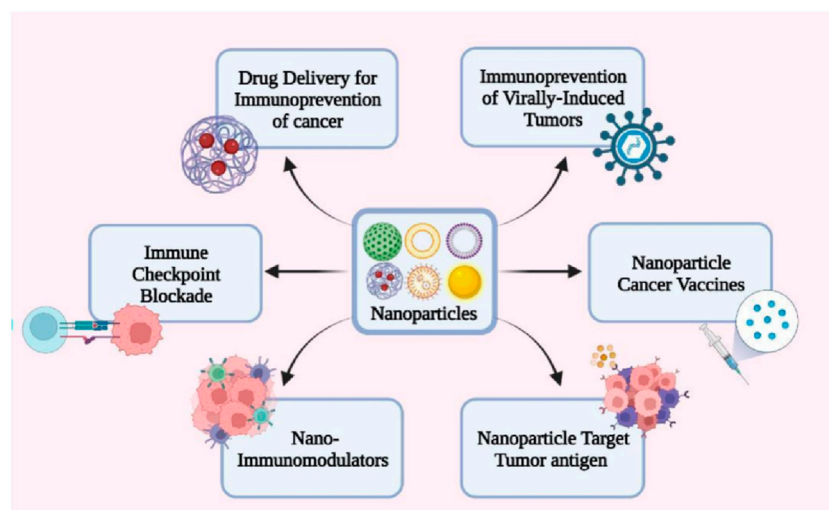 Drug Delivery for
Immunoprevention
of cancer
Immunoprevention
of Virally-Induced
Tumors
Immune
Checkpoint
Blockade
Nanoparticles
Nanoparticle
Cancer Vaccines
Nano-
Immunomodulators
Nanoparticle Target
Tumor antigen